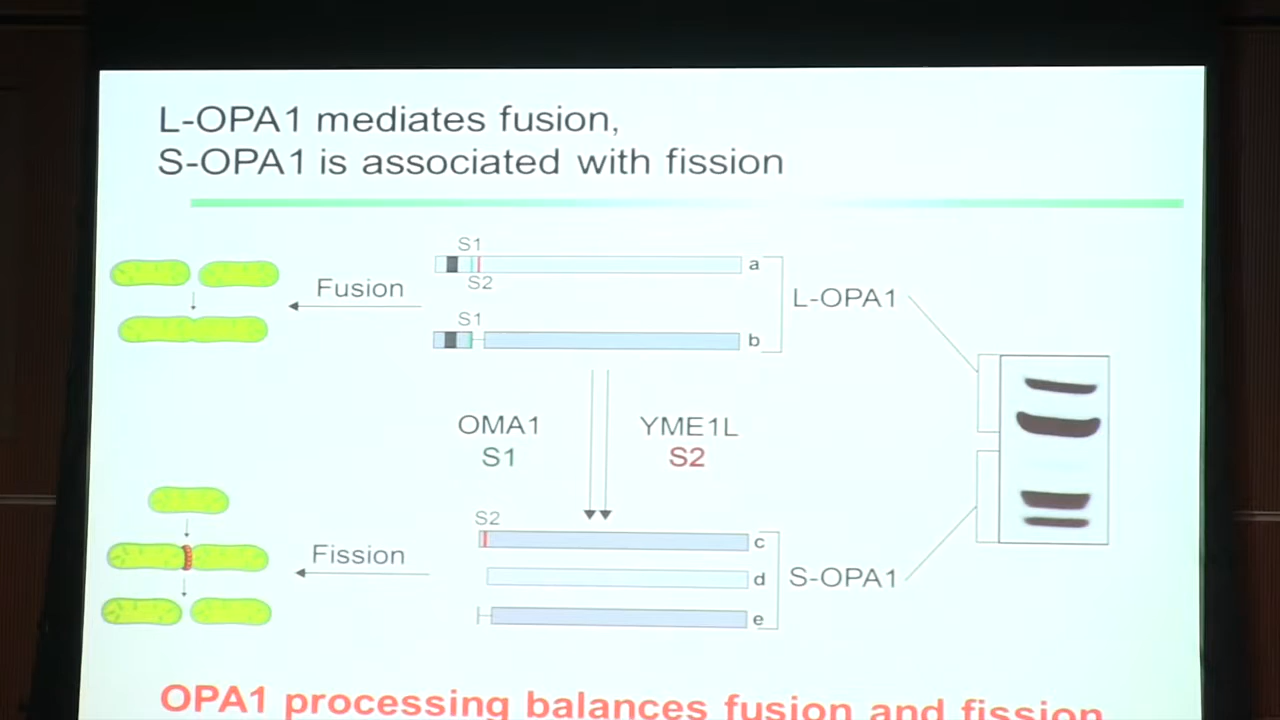 L-OPA1 mediates fusion,
S-OPA1 is associated with fission
S1
a
S2
Fusion
L-OPA1
S1
b
OMA1
YME1L
S1
S2
S2
c
Fission
d
S-OPA1
e
OPA1 processing balances fusion and fission